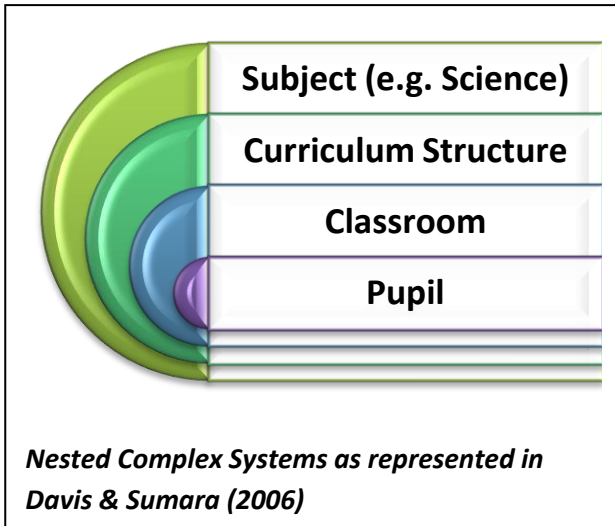 Subject (e.g. Science)
Curriculum Structure
Classroom
Pupil
Nested Complex Systems as represented in
Davis & Sumara (2006)